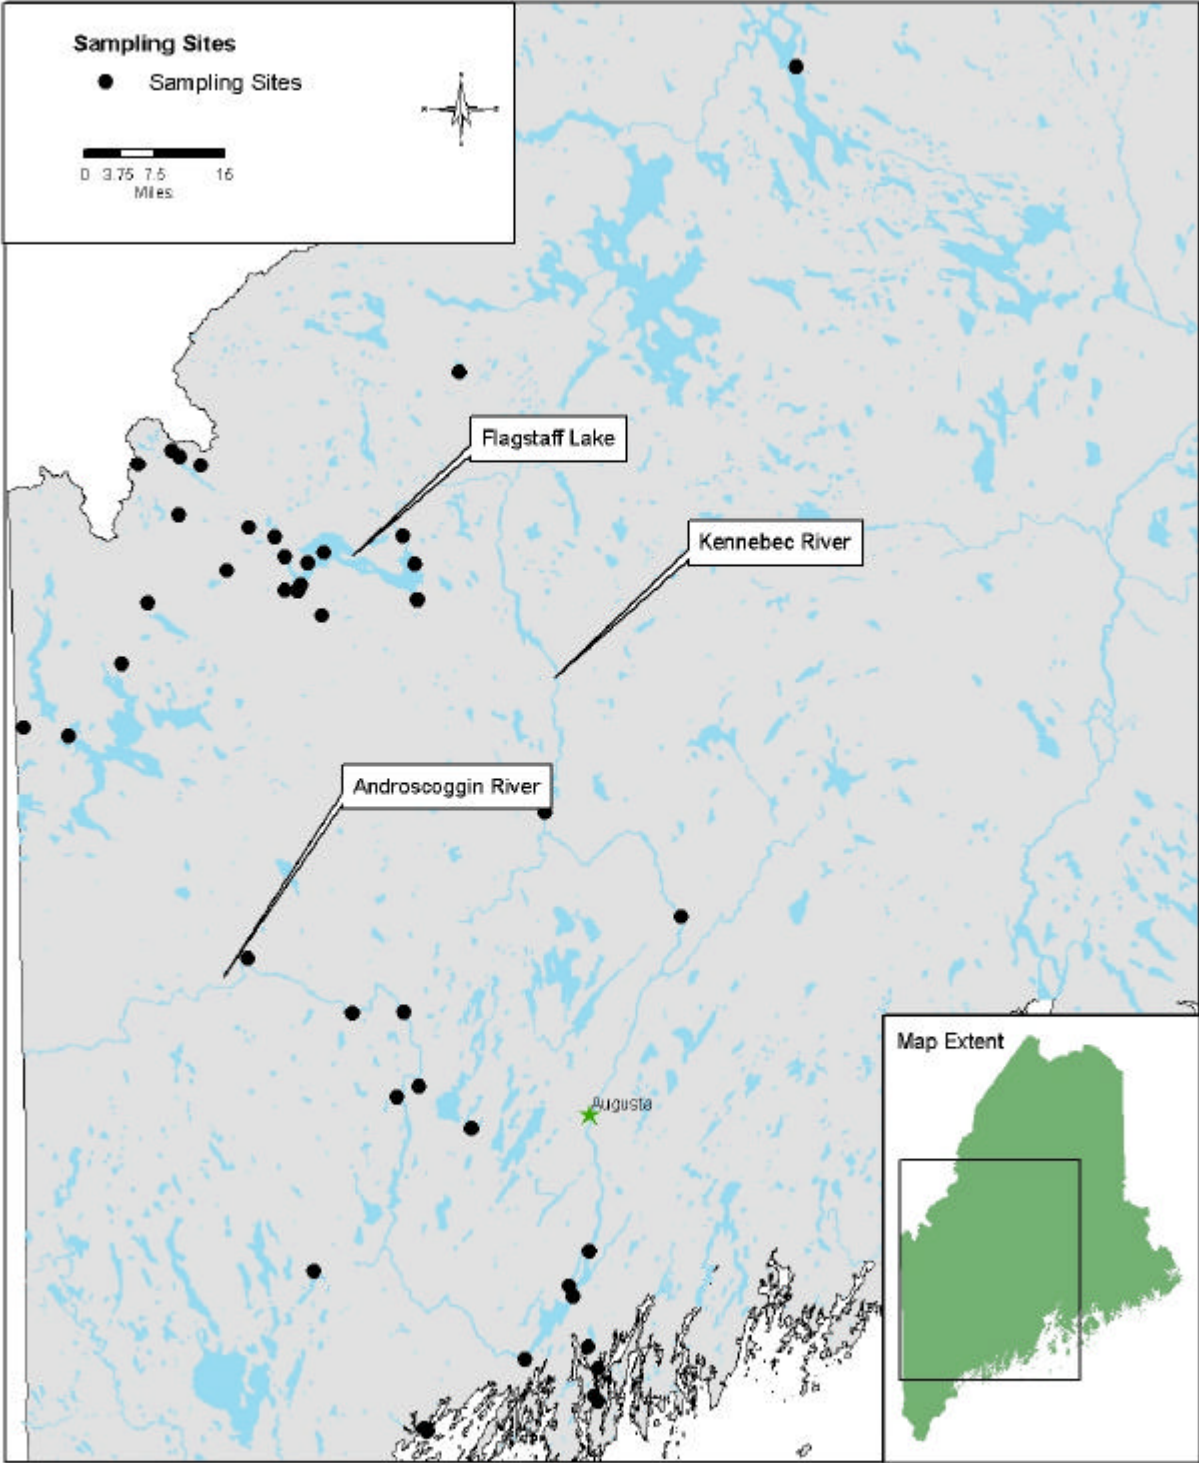 Sampling Sites
Sampling Sites
0 3.75 7.5 15
Miles
Flagstaff Lake
Kennebec River
Androscoggin River
Augusta
Map Extent